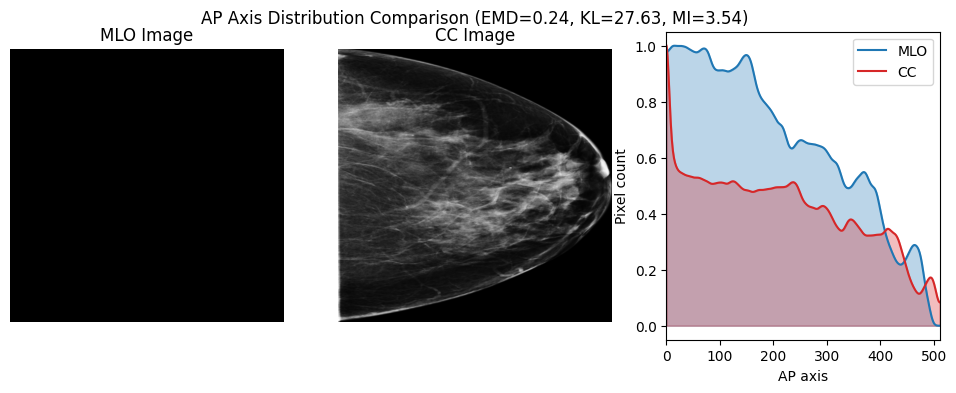 AP Axis Distribution Comparison (EMD=0.24, KL=27.63, MI=3.54)
MLO Image
CC Image
MLO
CC
Pixel count
1.0
0.8
0.6
0.4
0.2
0.0
0 100 200 300 400 500
AP axis